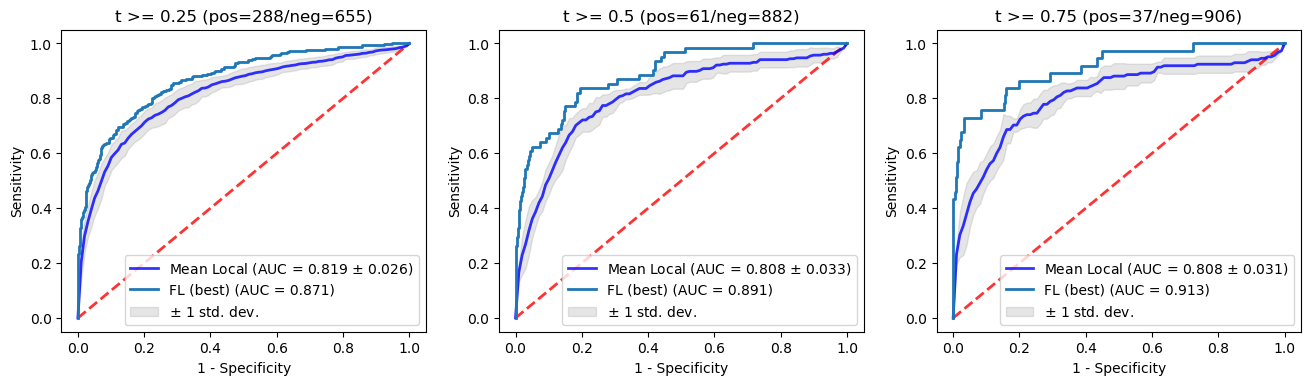 t >= 0.25 (pos=288/neg=655)
1.0
0.8
0.6
0.4
0.2
0.0
Sensitivity
Mean Local (AUC = 0.819 ± 0.026)
FL (best) (AUC = 0.871)
± 1 std. dev.
0.0 0.2 0.4 0.6 0.8 1.0
1 - Specificity
t >= 0.5 (pos=61/neg=882)
1.0
0.8
0.6
0.4
0.2
0.0
Sensitivity
Mean Local (AUC = 0.808 ± 0.033)
FL (best) (AUC = 0.891)
± 1 std. dev.
0.0 0.2 0.4 0.6 0.8 1.0
1 - Specificity
t >= 0.75 (pos=37/neg=906)
1.0
0.8
0.6
0.4
0.2
0.0
Sensitivity
Mean Local (AUC = 0.808 ± 0.031)
FL (best) (AUC = 0.913)
± 1 std. dev.
0.0 0.2 0.4 0.6 0.8 1.0
1 - Specificity